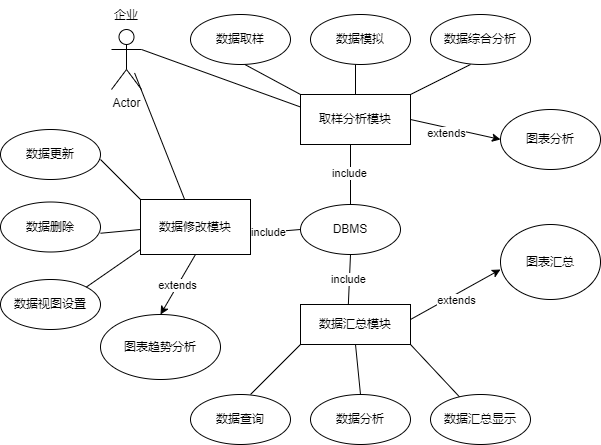 企业
Actor
数据取样
数据模拟
数据综合分析
取样分析模块
extends
图表分析
数据更新
include
数据删除
数据修改模块
include
DBMS
图表汇总
数据视图设置
extends
include
extends
图表趋势分析
数据汇总模块
数据查询
数据分析
数据汇总显示